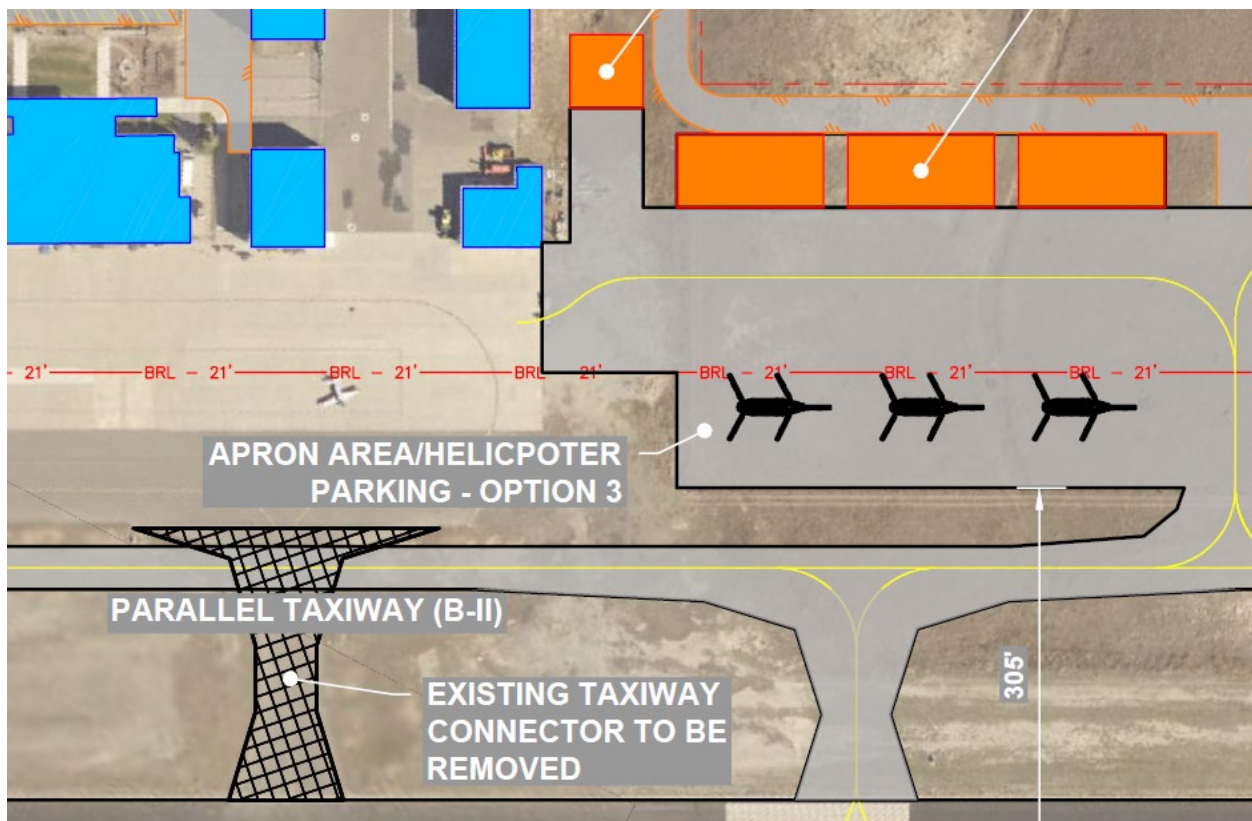 21' BRL - 21' BRL - 21' BRL 21' BRL - 21' BRL - 21' BRL - 21'
APRON AREA/HELICPOTER
PARKING - OPTION 3
PARALLEL TAXIWAY (B-II)
EXISTING TAXIWAY
CONNECTOR TO BE
REMOVED
305'